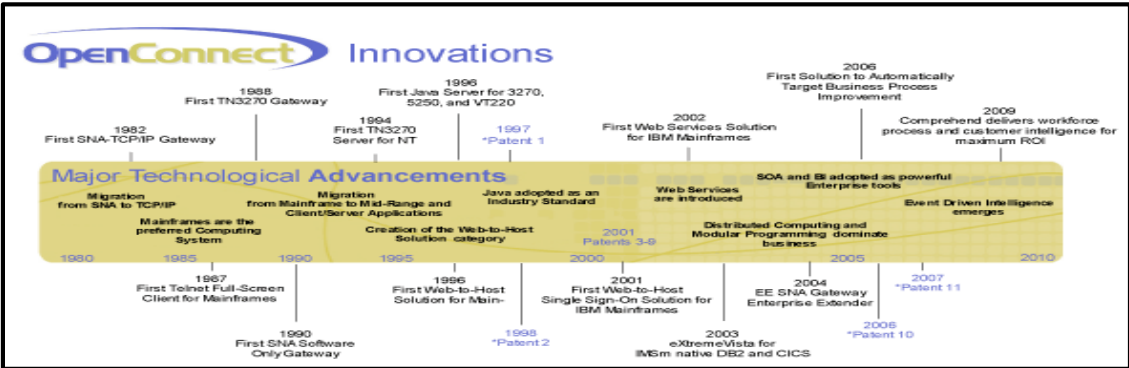 OpenConnect Innovations
1982
First SNA-TCP/IP Gateway
1988
First TN3270 Gateway
1994
First TN3270
Server for NT
1996
First Java Server for 3270,
5250, and VT220
1997
*Patent 1
2002
First Web Services Solution
for IBM Mainframes
2006
First Solution to Automatically
Target Business Process
Improvement
2009
Comprehend delivers workforce
process and customer intelligence for
maximum ROI
Major Technological Advancements
Migration
from SNA to TCP/IP
Mainframes are the
preferred Computing
System
Migration
from Mainframe to Mid-Range and
Client/Server Applications
Creation of the Web-to-Host
Solution category
Java adopted as an
Industry Standard
2001
Patents 3-9
Web Services
are introduced
SOA and BI adopted as powerful
Enterprise tools
Distributed Computing and
Modular Programming dominate
business
Event Driven Intelligence
emerges
1980 1985 1990 1995 2000 2005 2010
1987
First Telnet Full-Screen
Client for Mainframes
1990
First SNA Software
Only Gateway
1996
First Web-to-Host
Solution for Main-
1998
*Patent 2
2001
First Web-to-Host
Single Sign-On Solution for
IBM Mainframes
2003
eXtremeVista for
IMSm native DB2 and CICS
2004
EE SNA Gateway
Enterprise Extender
2006
*Patent 10
2007
*Patent 11